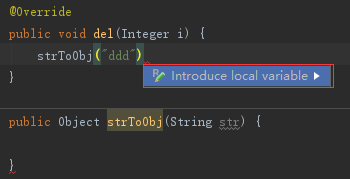 @Override
public void del(Integer i) {
strToObj("ddd")
}
Introduce local variable
public Object strToObj(String str) {
}